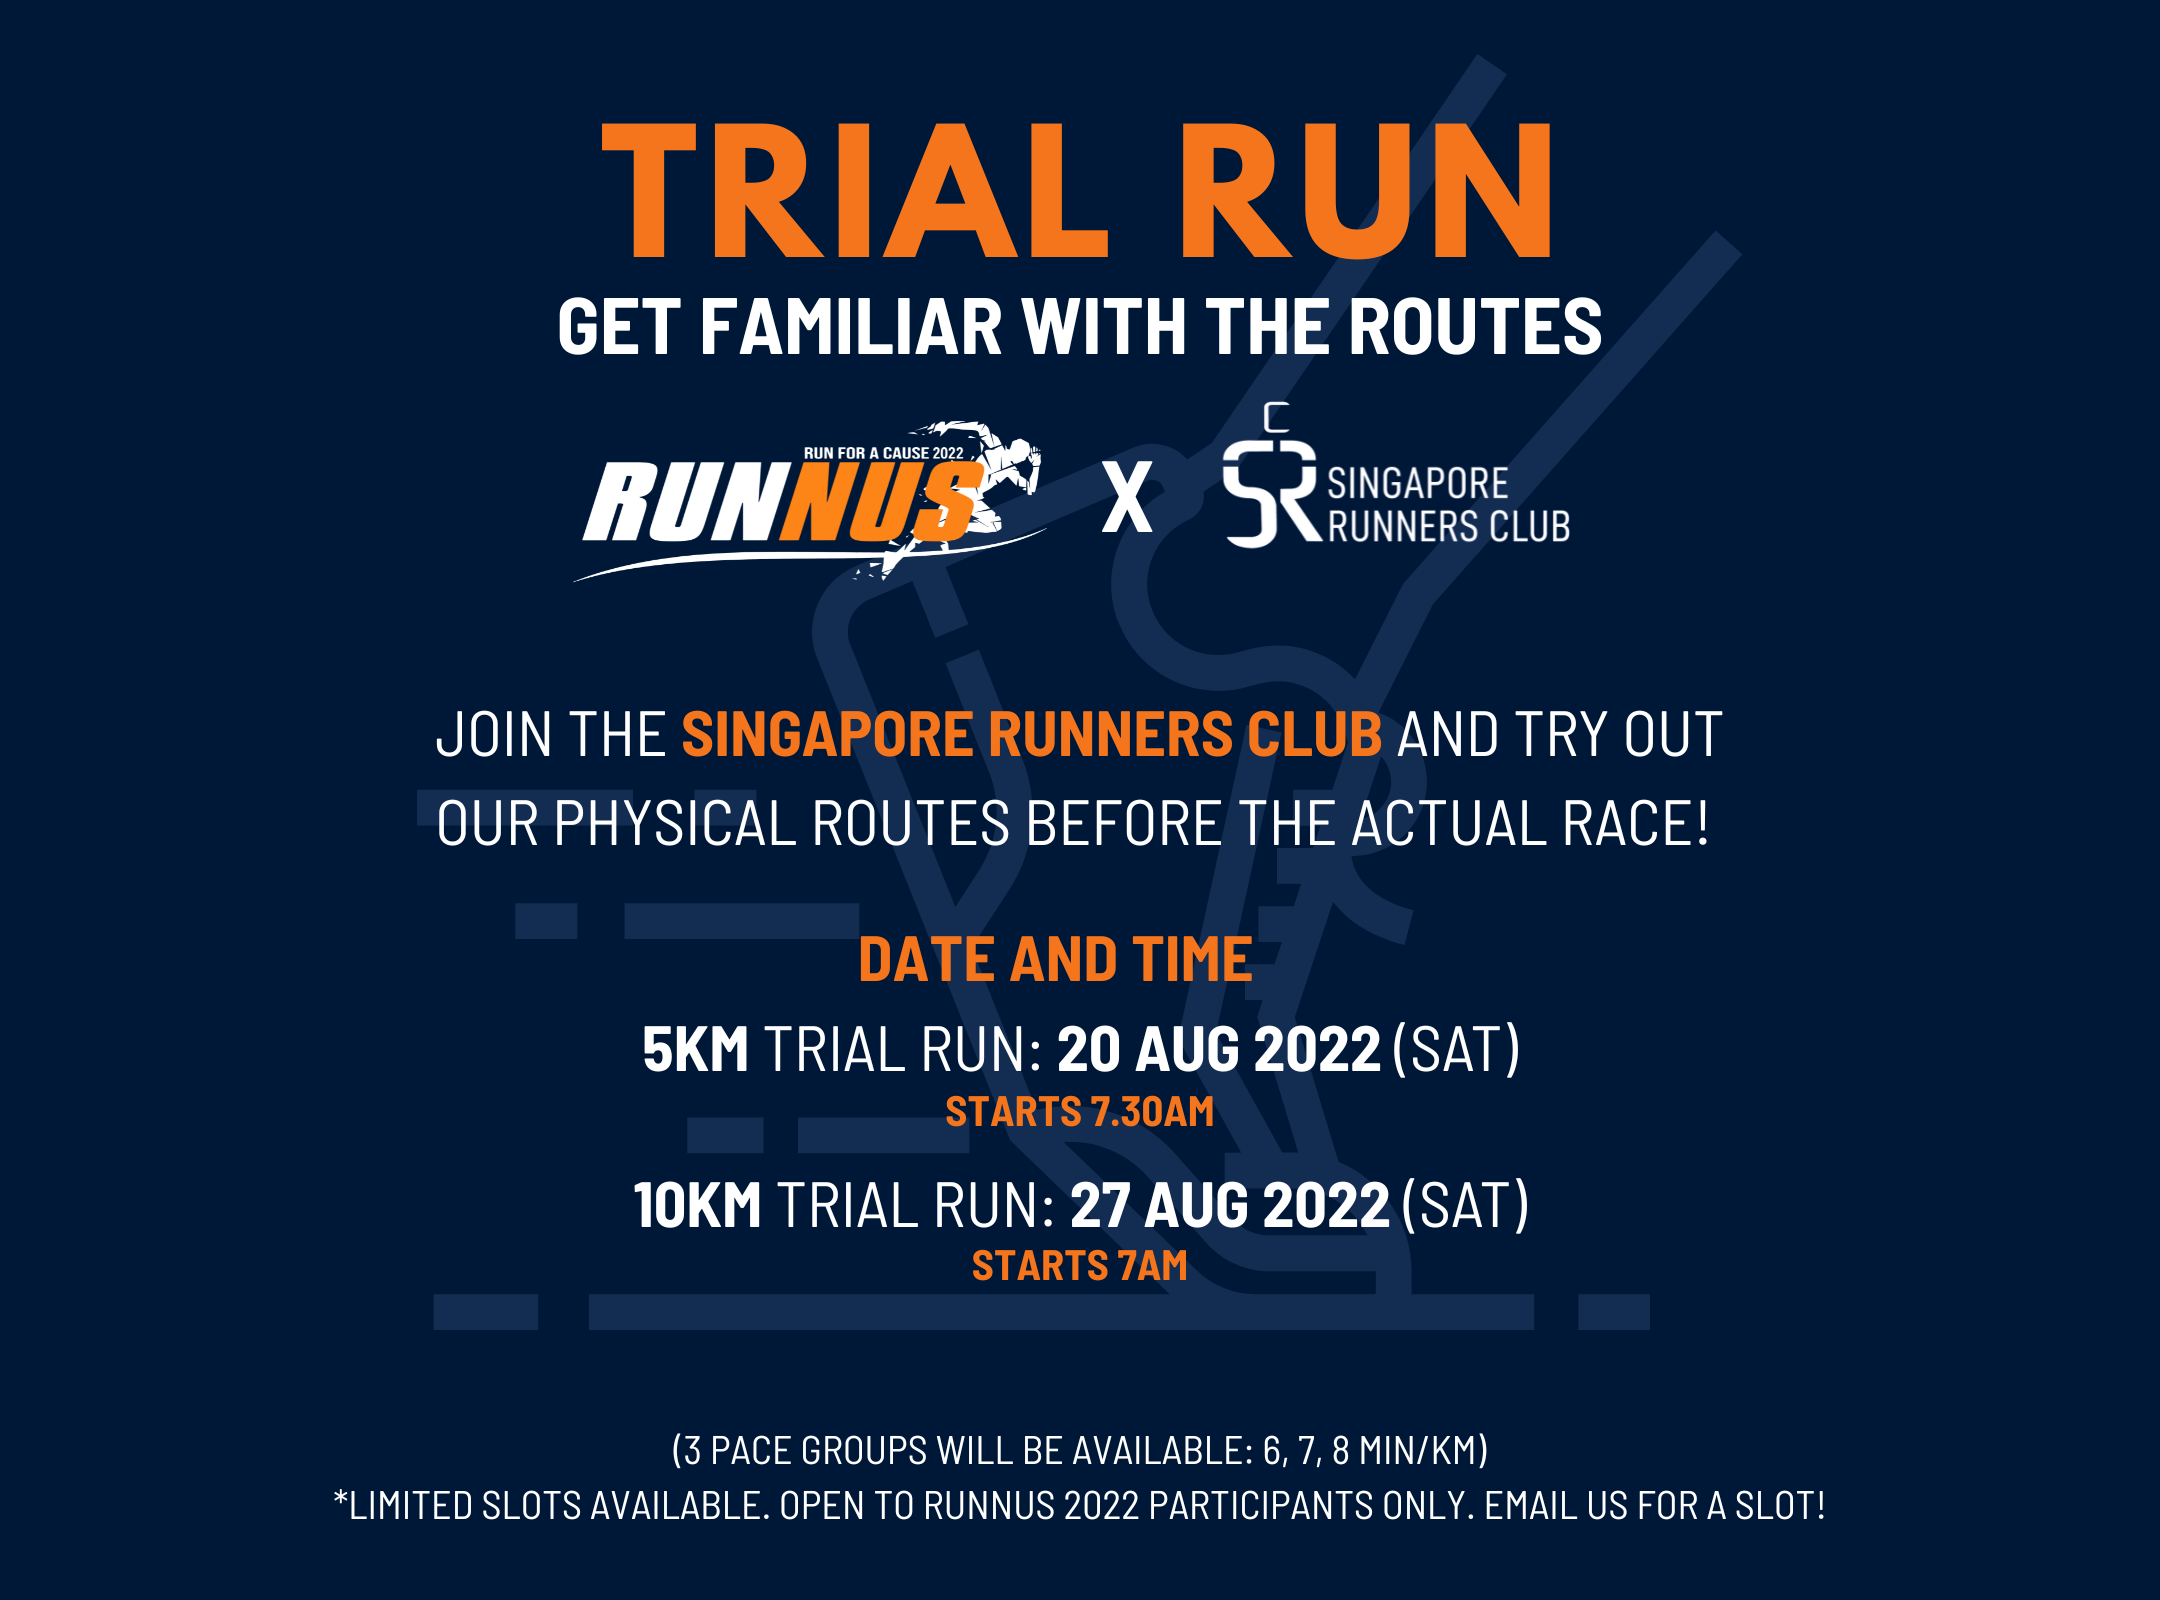 TRIAL RUN
GET FAMILIAR WITH THE ROUTES
RUN FOR A CAUSE 2022
RUNNUS
X
C
SR
SINGAPORE
RUNNERS CLUB
JOIN THE SINGAPORE RUNNERS CLUB AND TRY OUT
OUR PHYSICAL ROUTES BEFORE THE ACTUAL RACE!
DATE AND TIME
5KM TRIAL RUN: 20 AUG 2022 (SAT)
STARTS 7.30AM
10KM TRIAL RUN: 27 AUG 2022 (SAT)
STARTS 7AM
(3 PACE GROUPS WILL BE AVAILABLE: 6, 7, 8 MIN/KM)
*LIMITED SLOTS AVAILABLE. OPEN TO RUNNUS 2022 PARTICIPANTS ONLY. EMAIL US FOR A SLOT!